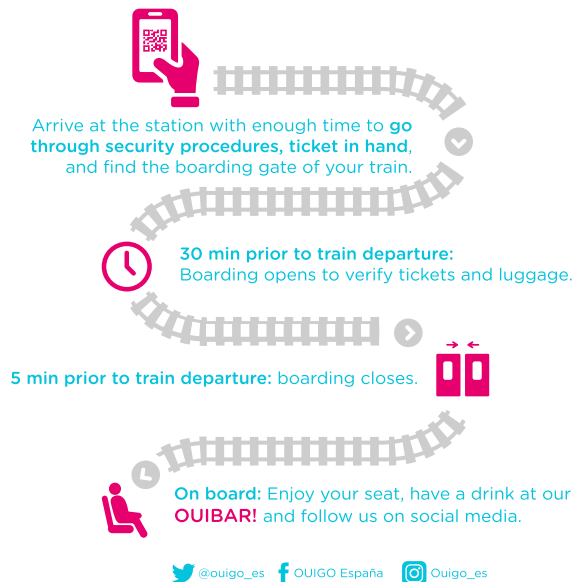 Arrive at the station with enough time to go
through security procedures, ticket in hand,
and find the boarding gate of your train.
30 min prior to train departure:
Boarding opens to verify tickets and luggage.
5 min prior to train departure: boarding closes.
On board: Enjoy your seat, have a drink at our
OUIBAR! and follow us on social media.
@ouigo_es OUIGO España Ouigo_es